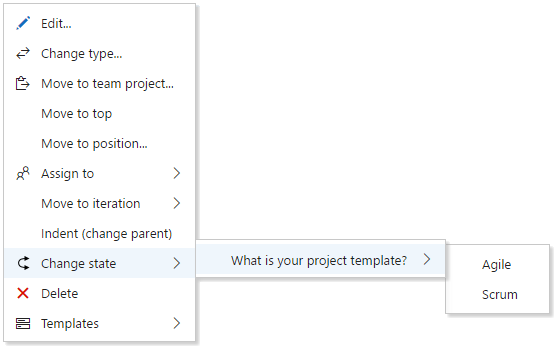 Edit...
Change type...
Move to team project...
Move to top
Move to position...
Assign to
Move to iteration
Indent (change parent)
Change state
What is your project template?
Agile
Scrum
Delete
Templates